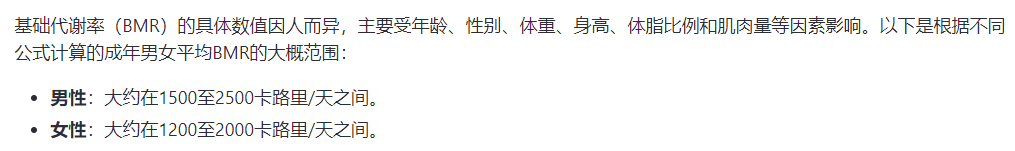 基础代谢率（BMR）的具体数值因人而异，主要受年龄、性别、体重、身高、体脂比例和肌肉量等因素影响。以下是根据不同
公式计算的成年男女平均BMR的大概范围：
• 男性：大约在1500至2500卡路里/天之间。
• 女性：大约在1200至2000卡路里/天之间。